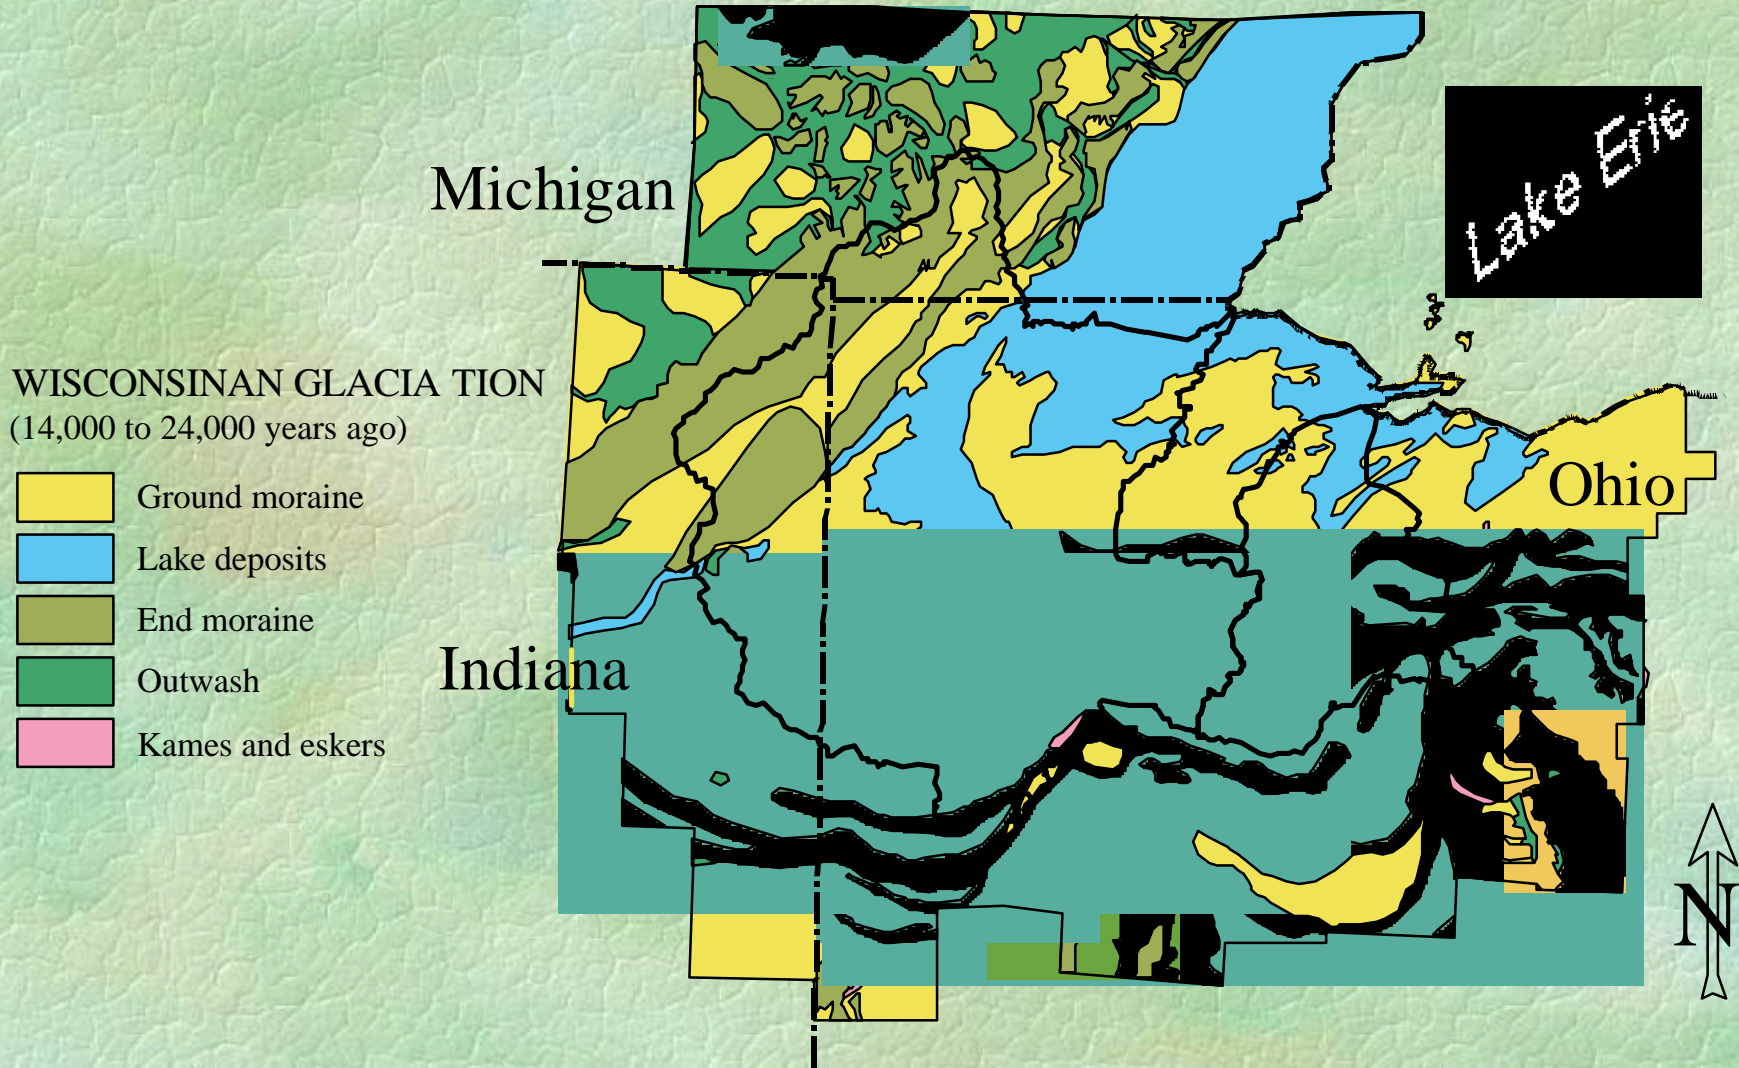 Michigan
Lake Erie
WISCONSINAN GLACIA TION
(14,000 to 24,000 years ago)
Ground moraine
Lake deposits
End moraine
Outwash
Kames and eskers
Ohio
Indiana
N